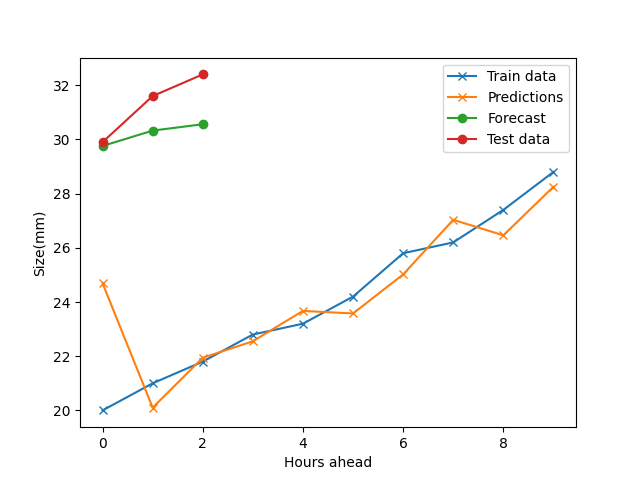 Train data
Predictions
Forecast
Test data
32
30
28
26
24
22
20
Size(mm)
0 2 4 6 8
Hours ahead